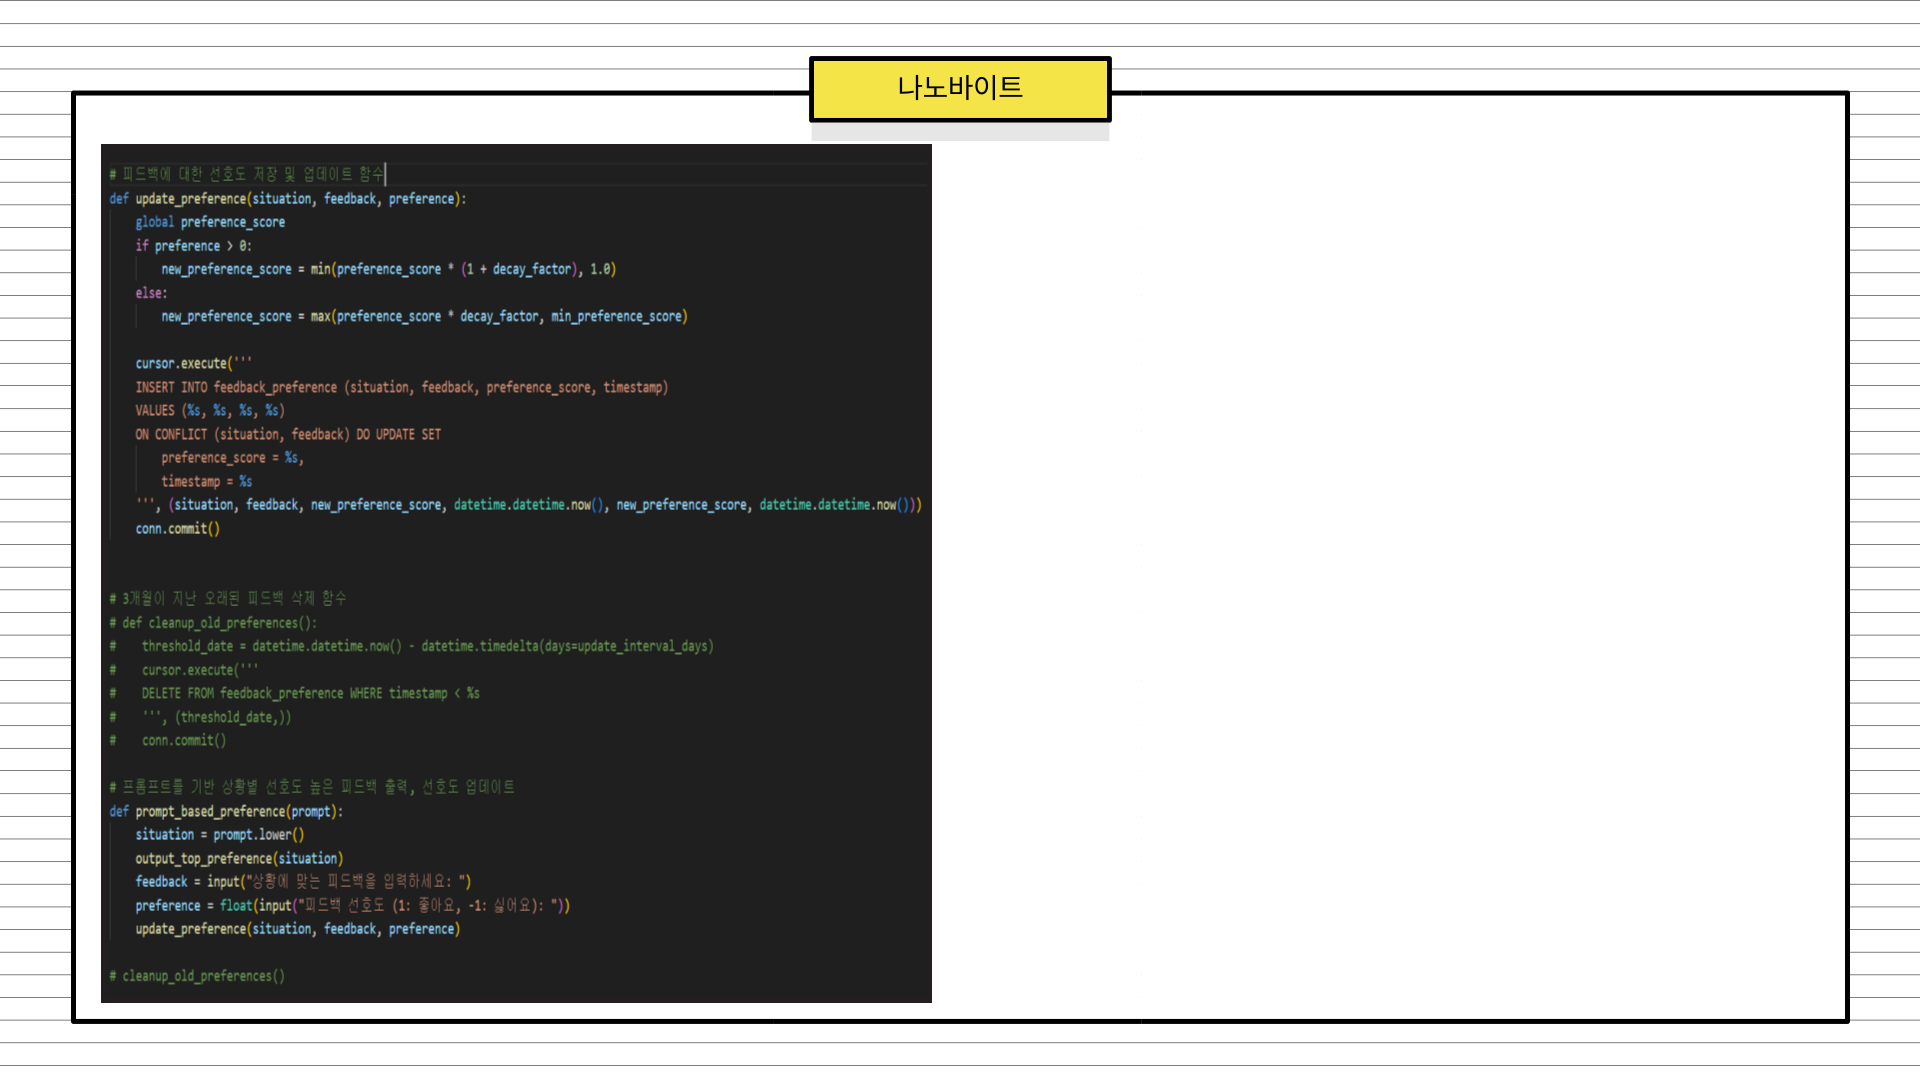 나노바이트
# 피드백에 대한 선호도 저장 및 업데이트 함수
def update_preference(situation, feedback, preference):
    global preference_score
    if preference > 0:
        new_preference_score = min(preference_score * (1 + decay_factor), 1.0)
    else:
        new_preference_score = max(preference_score * decay_factor, min_preference_score)
    cursor.execute('''
    INSERT INTO feedback_preference (situation, feedback, preference_score, timestamp)
    VALUES (%s, %s, %s, %s)
    ON CONFLICT (situation, feedback) DO UPDATE SET
        preference_score = %s,
        timestamp = %s
    ''', (situation, feedback, new_preference_score, datetime.datetime.now(), new_preference_score, datetime.datetime.now()))
    conn.commit()
# 3개월이 지난 오래된 피드백 삭제 함수
# def cleanup_old_preferences():
#    threshold_date = datetime.datetime.now() - datetime.timedelta(days=update_interval_days)
#    cursor.execute('''
#    DELETE FROM feedback_preference WHERE timestamp < %s
#    ''', (threshold_date,))
#    conn.commit()
# 프롬프트를 기반 상황별 선호도 높은 피드백 출력, 선호도 업데이트
def prompt_based_preference(prompt):
    situation = prompt.lower()
    output_top_preference(situation)
    feedback = input("상황에 맞는 피드백을 입력하세요: ")
    preference = float(input("피드백 선호도 (1: 좋아요, -1: 싫어요): "))
    update_preference(situation, feedback, preference)
# cleanup_old_preferences()